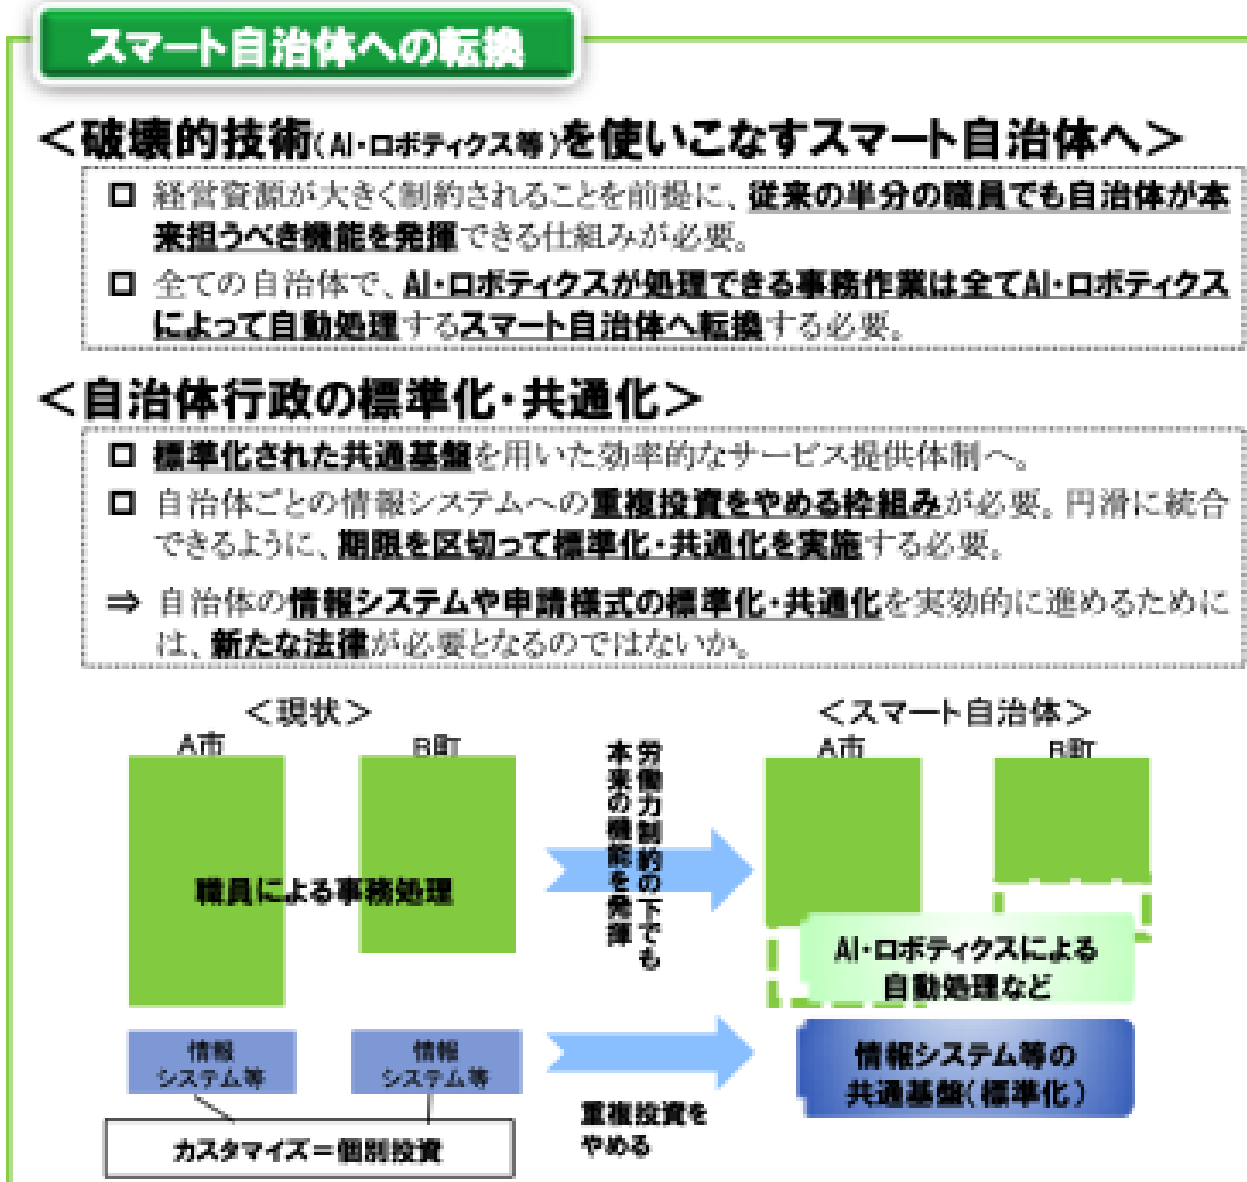 スマート自治体への転換
＜破壊的技術(AI・ロボティクス等)を使いこなすスマート自治体へ＞
□ 経営資源が大きく制約されることを前提に、従来の半分の職員でも自治体が本
来担うべき機能を発揮できる仕組みが必要。
□ 全ての自治体で、AI・ロボティクスが処理できる事務作業は全てAI・ロボティクス
によって自動処理するスマート自治体へ転換する必要。
＜自治体行政の標準化・共通化＞
□ 標準化された共通基盤を用いた効率的なサービス提供体制へ。
□ 自治体ごとの情報システムへの重複投資をやめる枠組みが必要。円滑に統合
できるように、期限を区切って標準化・共通化を実施する必要。
⇒ 自治体の情報システムや申請様式の標準化・共通化を実効的に進めるために
は、新たな法律が必要となるのではないか。
＜現状＞
A市
B町
職員による事務処理
情報
システム等
情報
システム等
カスタマイズ＝個別投資
労働力制約の下でも
本来の機能を発揮
重複投資を
やめる
＜スマート自治体＞
A市
B町
AI・ロボティクスによる
自動処理など
情報システム等の
共通基盤(標準化)